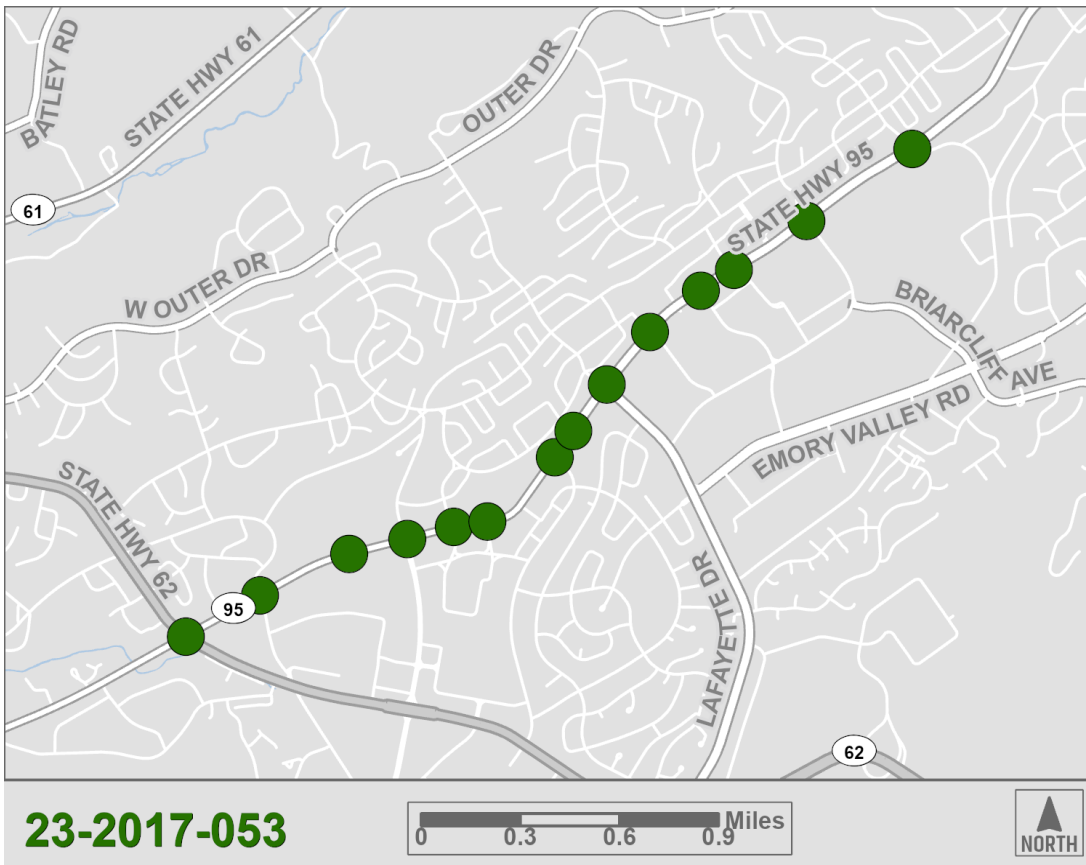 BATLEY RD
STATE HWY 61
OUTER DR
61
STATE HWY 95
W OUTER DR
BRIARCLIFF AVE
EMORY VALLEY RD
STATE HWY 62
95
LAFAYETTE DR
62
23-2017-053
0 0.3 0.6 0.9 Miles
NORTH